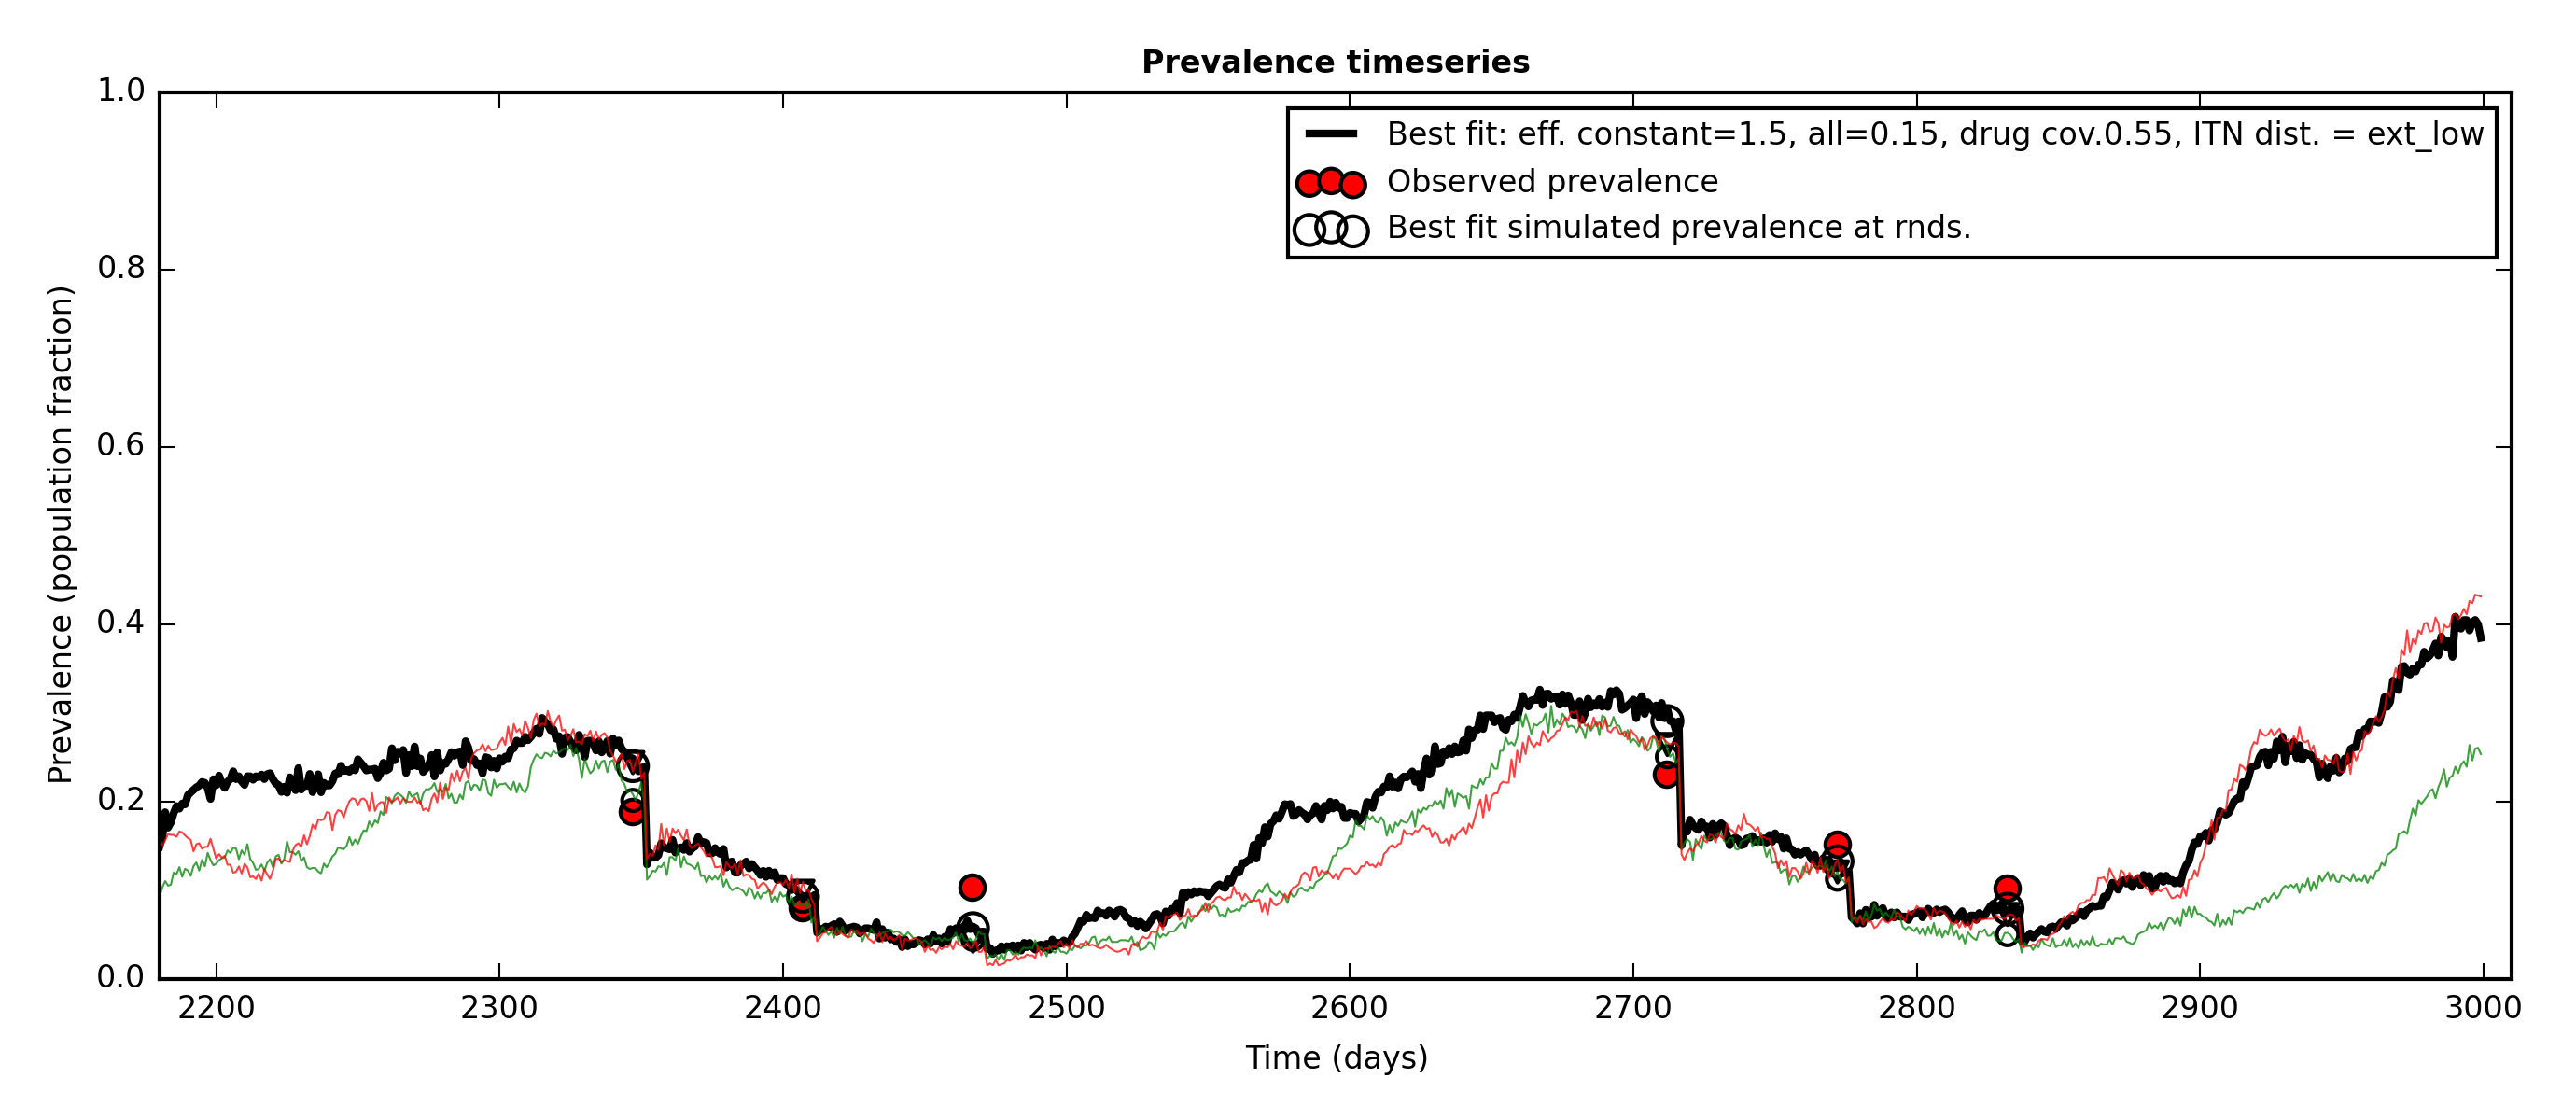 Prevalence timeseries
Best fit: eff. constant=1.5, all=0.15, drug cov.0.55, ITN dist. = ext_low
Observed prevalence
Best fit simulated prevalence at rnds.
Prevalence (population fraction)
1.0
0.8
0.6
0.4
0.2
0.0
2200 2300 2400 2500 2600 2700 2800 2900 3000
Time (days)